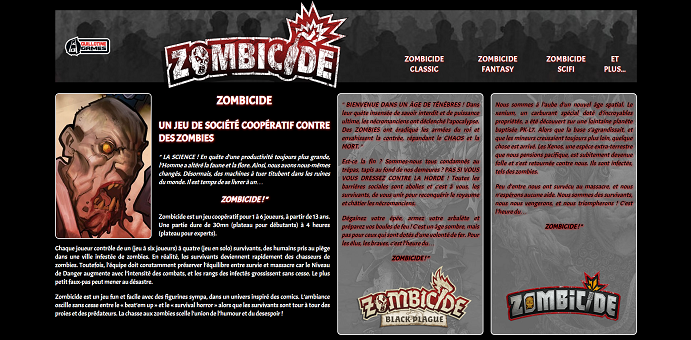 GUILLOTINE
GAMES
ZOMBICIDE
ZOMBICIDE
CLASSIC
ZOMBICIDE
FANTASY
ZOMBICIDE
SCIFI
ET
PLUS...
ZOMBICIDE
UN JEU DE SOCIÉTÉ COOPÉRATIF CONTRE
DES ZOMBIES
" LA SCIENCE ! En quête d'une productivité toujours plus grande,
l'Homme a altéré la faune et la flore. Ainsi, nous avons nous-même
changés. Désormais, des machines à tuer titubent dans les ruines
du monde. Il est temps de se livrer à un…
ZOMBICIDE !"
Zombicide est un jeu coopératif pour 1 à 6 joueurs, à partir de 13 ans.
Une partie dure de 30mn (plateau pour débutants) à 4 heures
(plateau pour experts).
Chaque joueur contrôle de un (jeu à six joueurs) à quatre (jeu en solo) survivants, des humains pris au piège
dans une ville infestée de zombies. En réalité, les survivants deviennent rapidement des chasseurs de
zombies. Toutefois, l'équipe doit constamment préserver l'équilibre entre survie et massacre car le Niveau
de Danger augmente avec l'intensité des combats, et les rangs des infectés grossissent sans cesse. Le plus
petit faux-pas peut mener au désastre.
Zombicide est un jeu fun et facile avec des figurines sympa, dans un univers inspiré des comics. L'ambiance
oscille sans cesse entre le « beat'em up » et le « survival horror » alors que les survivants sont tour à tour des
proies et des prédateurs. La chasse aux zombies scelle l'union de l'humour et du desespoir !
" BIENVENUE DANS UN ÂGE DE TÉNÈBRES ! Dans
leur quête insensée de savoir interdit et de puissance
ultime, les nécromanciens ont déclenché l'apocalypse.
Des ZOMBIES ont éradiqué les armées du roi et
envahissent la contrée, répandant le CHAOS et la
MORT."
Est-ce la fin ? Sommes-nous tous condamnés au
trépas, tapis au fond de nos demeures ? PAS SI VOUS
VOUS DRESSEZ CONTRE LA HORDE ! Toutes les
barrières sociales sont abolies et c'est à vous, les
survivants, de vous unir pour reconquérir le royaume
et châtier les nécromanciens.
Dégainez votre épée, armez votre arbalète et
préparez vos boules de feu ! C'est un âge sombre, mais
pas pour ceux qui sont dotés d'une volonté de fer. Pour
les élus, les braves, c'est l'heure du…
ZOMBICIDE!"
ZOMBICIDE
BLACK PLAGUE
Nous sommes à l'aube d'un nouvel âge spatial. Le
xenium, un carburant spécial doté d'incroyables
propriétés, a été découvert sur une lointaine planète
baptisée PK-L7. Alors que la base s'agrandissait, et
que les mineurs creusaient toujours plus loin, quelque
chose est arrivé. Les Xenos, une espèce extra-terrestre
que nous pensions pacifique, est subitement devenue
folle et s'est retournée contre nous. Ils sont infectés,
tels des zombies.
Peu d'entre nous ont survécu au massacre, et nous
n'espérons aucune aide. Nous sommes des survivants,
nous nous vengerons, et nous triompherons ! C'est
l'heure du…
ZOMBICIDE!"
ZOMBICIDE